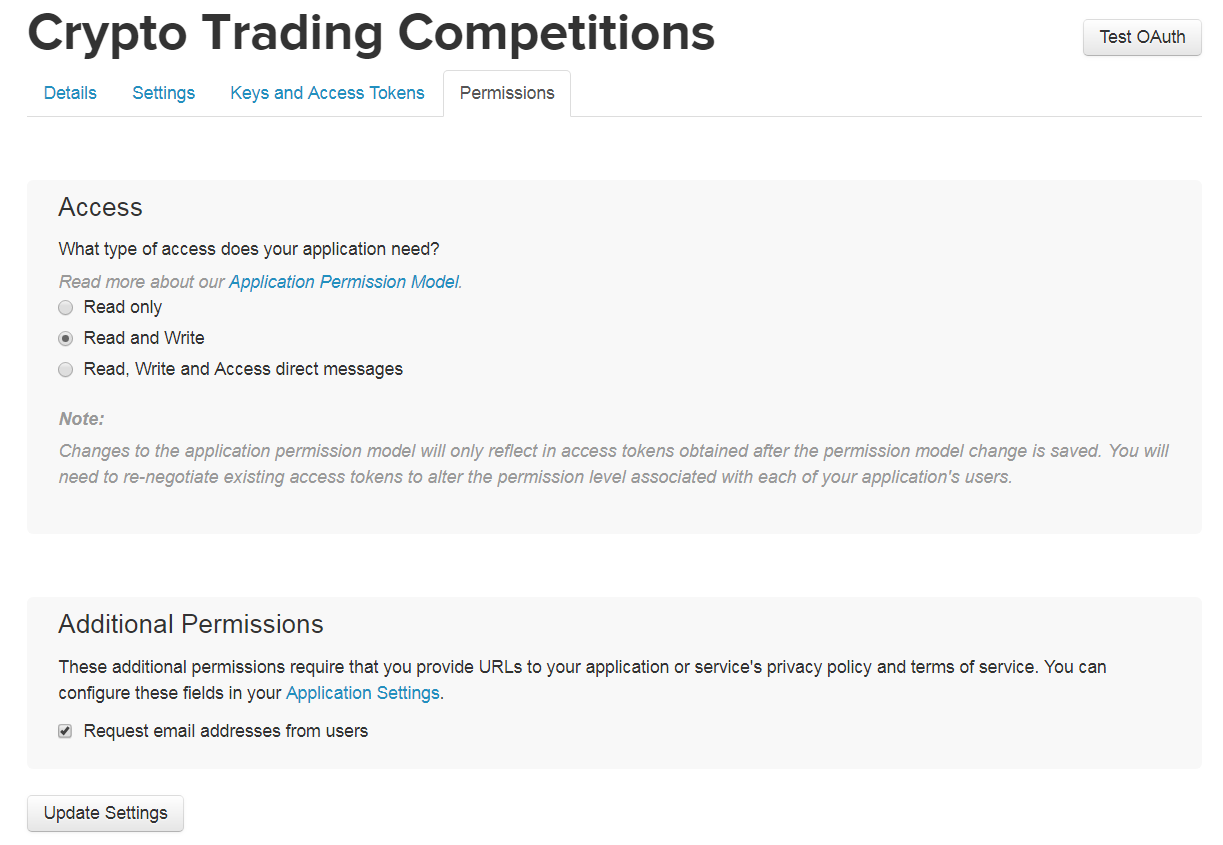 Crypto Trading Competitions
Test OAuth
Details Settings Keys and Access Tokens Permissions
Access
What type of access does your application need?
Read more about our Application Permission Model.
Read only
Read and Write
Read, Write and Access direct messages
Note:
Changes to the application permission model will only reflect in access tokens obtained after the permission model change is saved. You will
need to re-negotiate existing access tokens to alter the permission level associated with each of your application's users.
Additional Permissions
These additional permissions require that you provide URLs to your application or service's privacy policy and terms of service. You can
configure these fields in your Application Settings.
Request email addresses from users
Update Settings